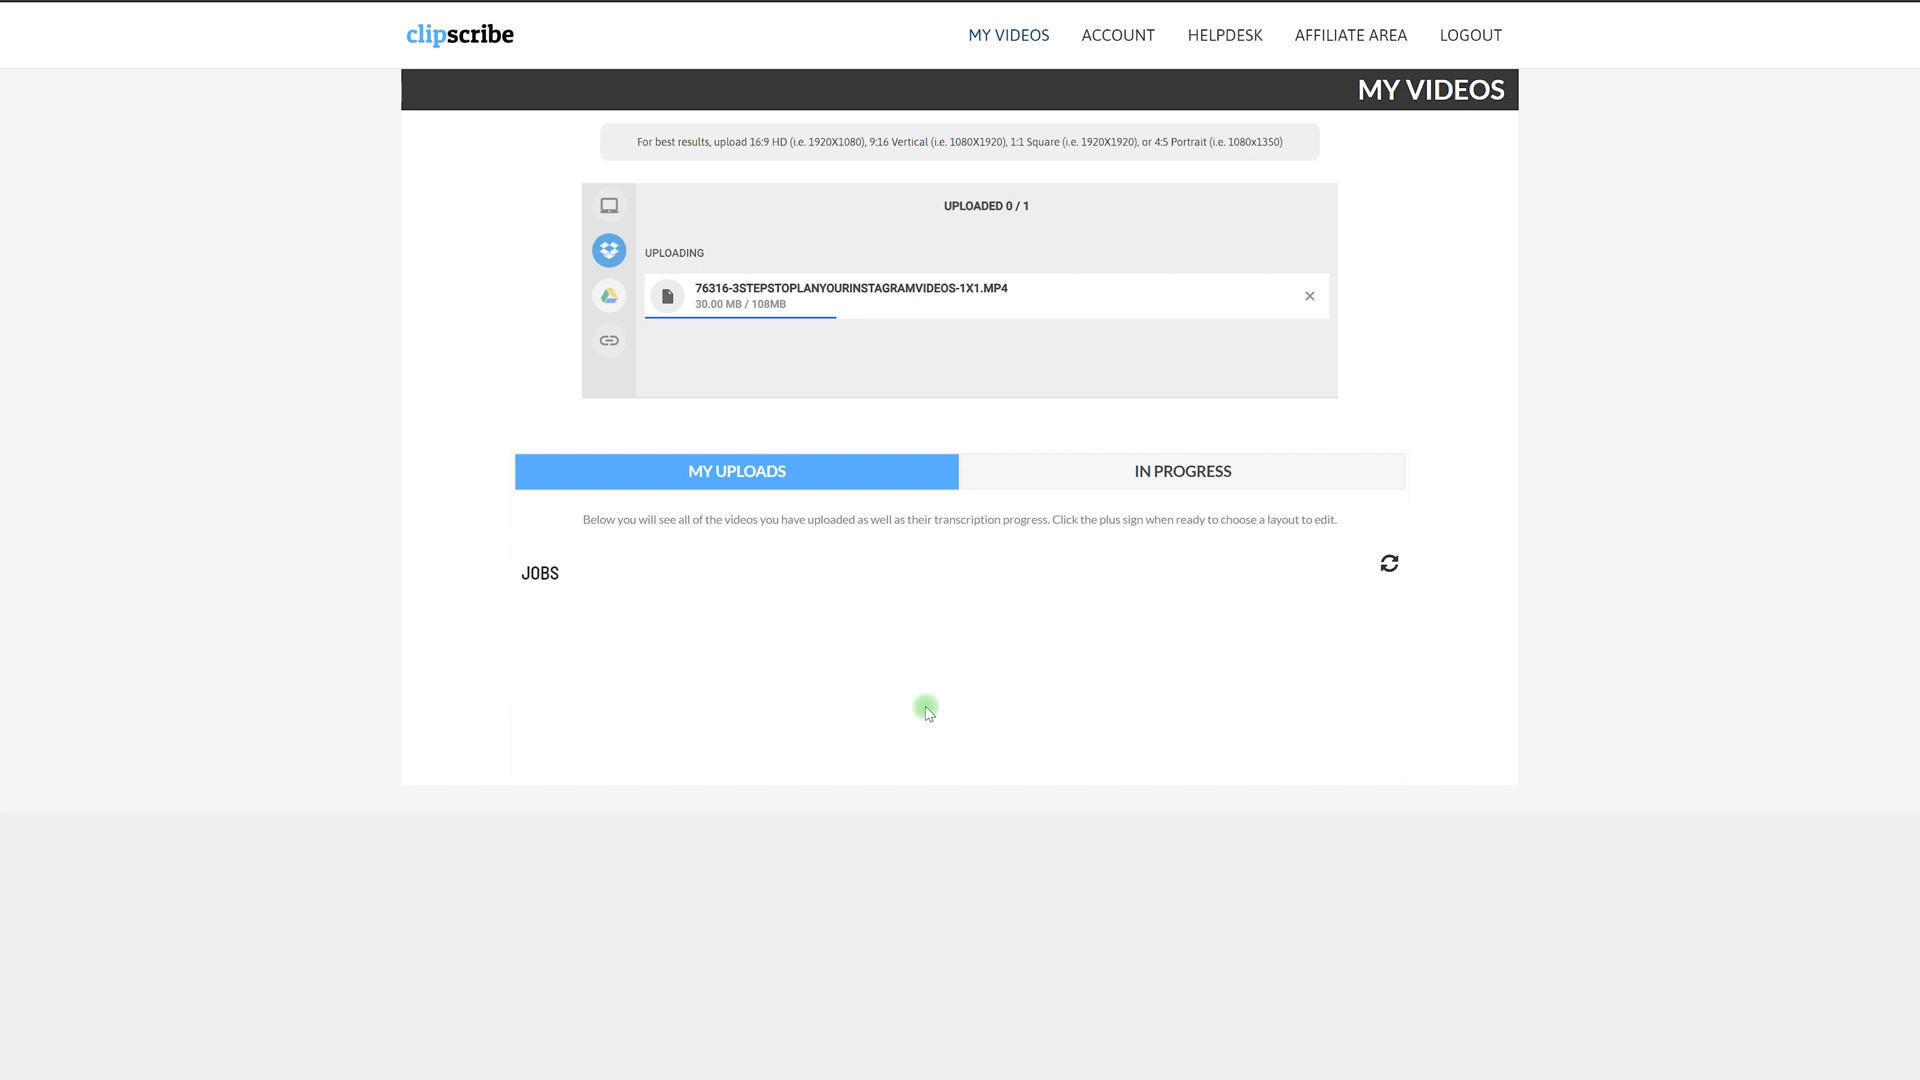 clipscribe
MY VIDEOS
ACCOUNT
HELPDESK
AFFILIATE AREA
LOGOUT
MY VIDEOS
For best results, upload 16:9 HD (i.e. 1920X1080), 9:16 Vertical (i.e. 1080X1920), 1:1 Square (i.e. 1920X1920), or 4:5 Portrait (i.e. 1080x1350)
UPLOADED 0 / 1
UPLOADING
76316-3STEPSTOPLANYOURINSTAGRAMVIDEOS-1X1.MP4
30.00 MB / 108MB
MY UPLOADS
IN PROGRESS
Below you will see all of the videos you have uploaded as well as their transcription progress. Click the plus sign when ready to choose a layout to edit.
JOBS